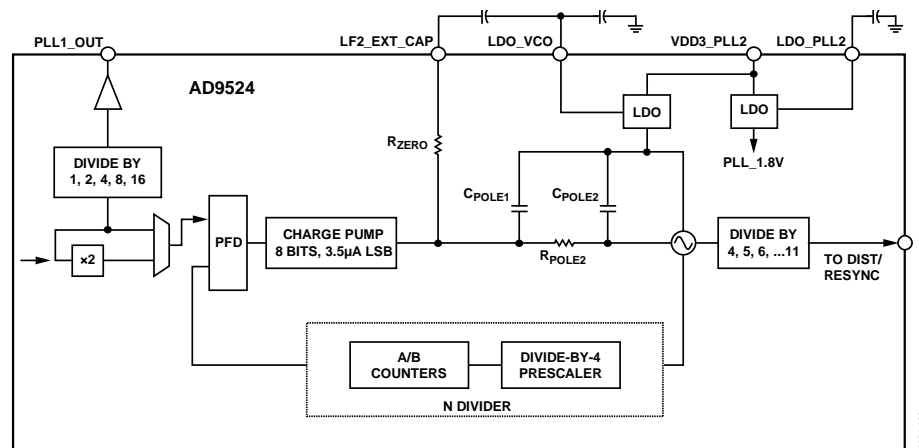 PLL1_OUT
LF2_EXT_CAP
LDO_VCO
VDD3_PLL2
LDO_PLL2
AD9524
LDO
LDO
RZERO
PLL_1.8V
DIVIDE BY
1, 2, 4, 8, 16
CPOLE1
CPOLE2
PFD
CHARGE PUMP
8 BITS, 3.5µA LSB
×2
RPOLE2
DIVIDE BY
4, 5, 6, ...11
TO DIST/
RESYNC
A/B
COUNTERS
DIVIDE-BY-4
PRESCALER
N DIVIDER